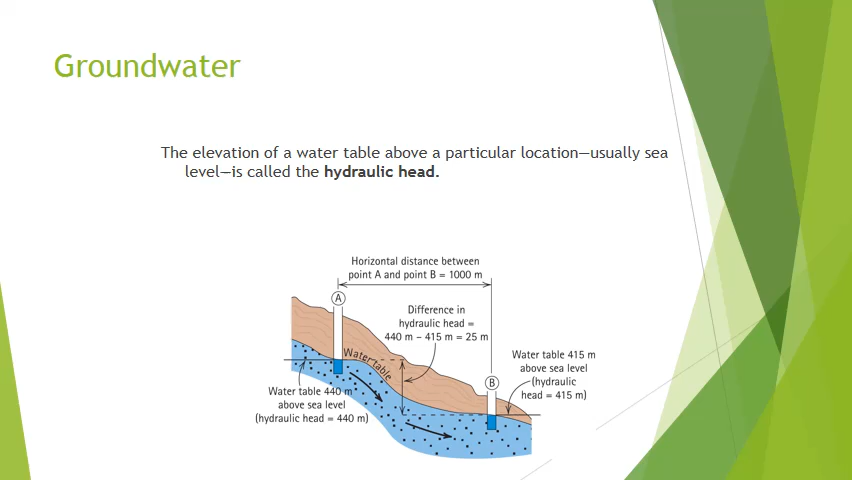 Groundwater
The elevation of a water table above a particular location—usually sea
level—is called the hydraulic head.
Horizontal distance between
point A and point B = 1000 m
A
Difference in
hydraulic head =
440 m – 415 m = 25 m
Water table
Water table 415 m
above sea level
(hydraulic
head = 415 m)
B
Water table 440 m
above sea level
(hydraulic head = 440 m)